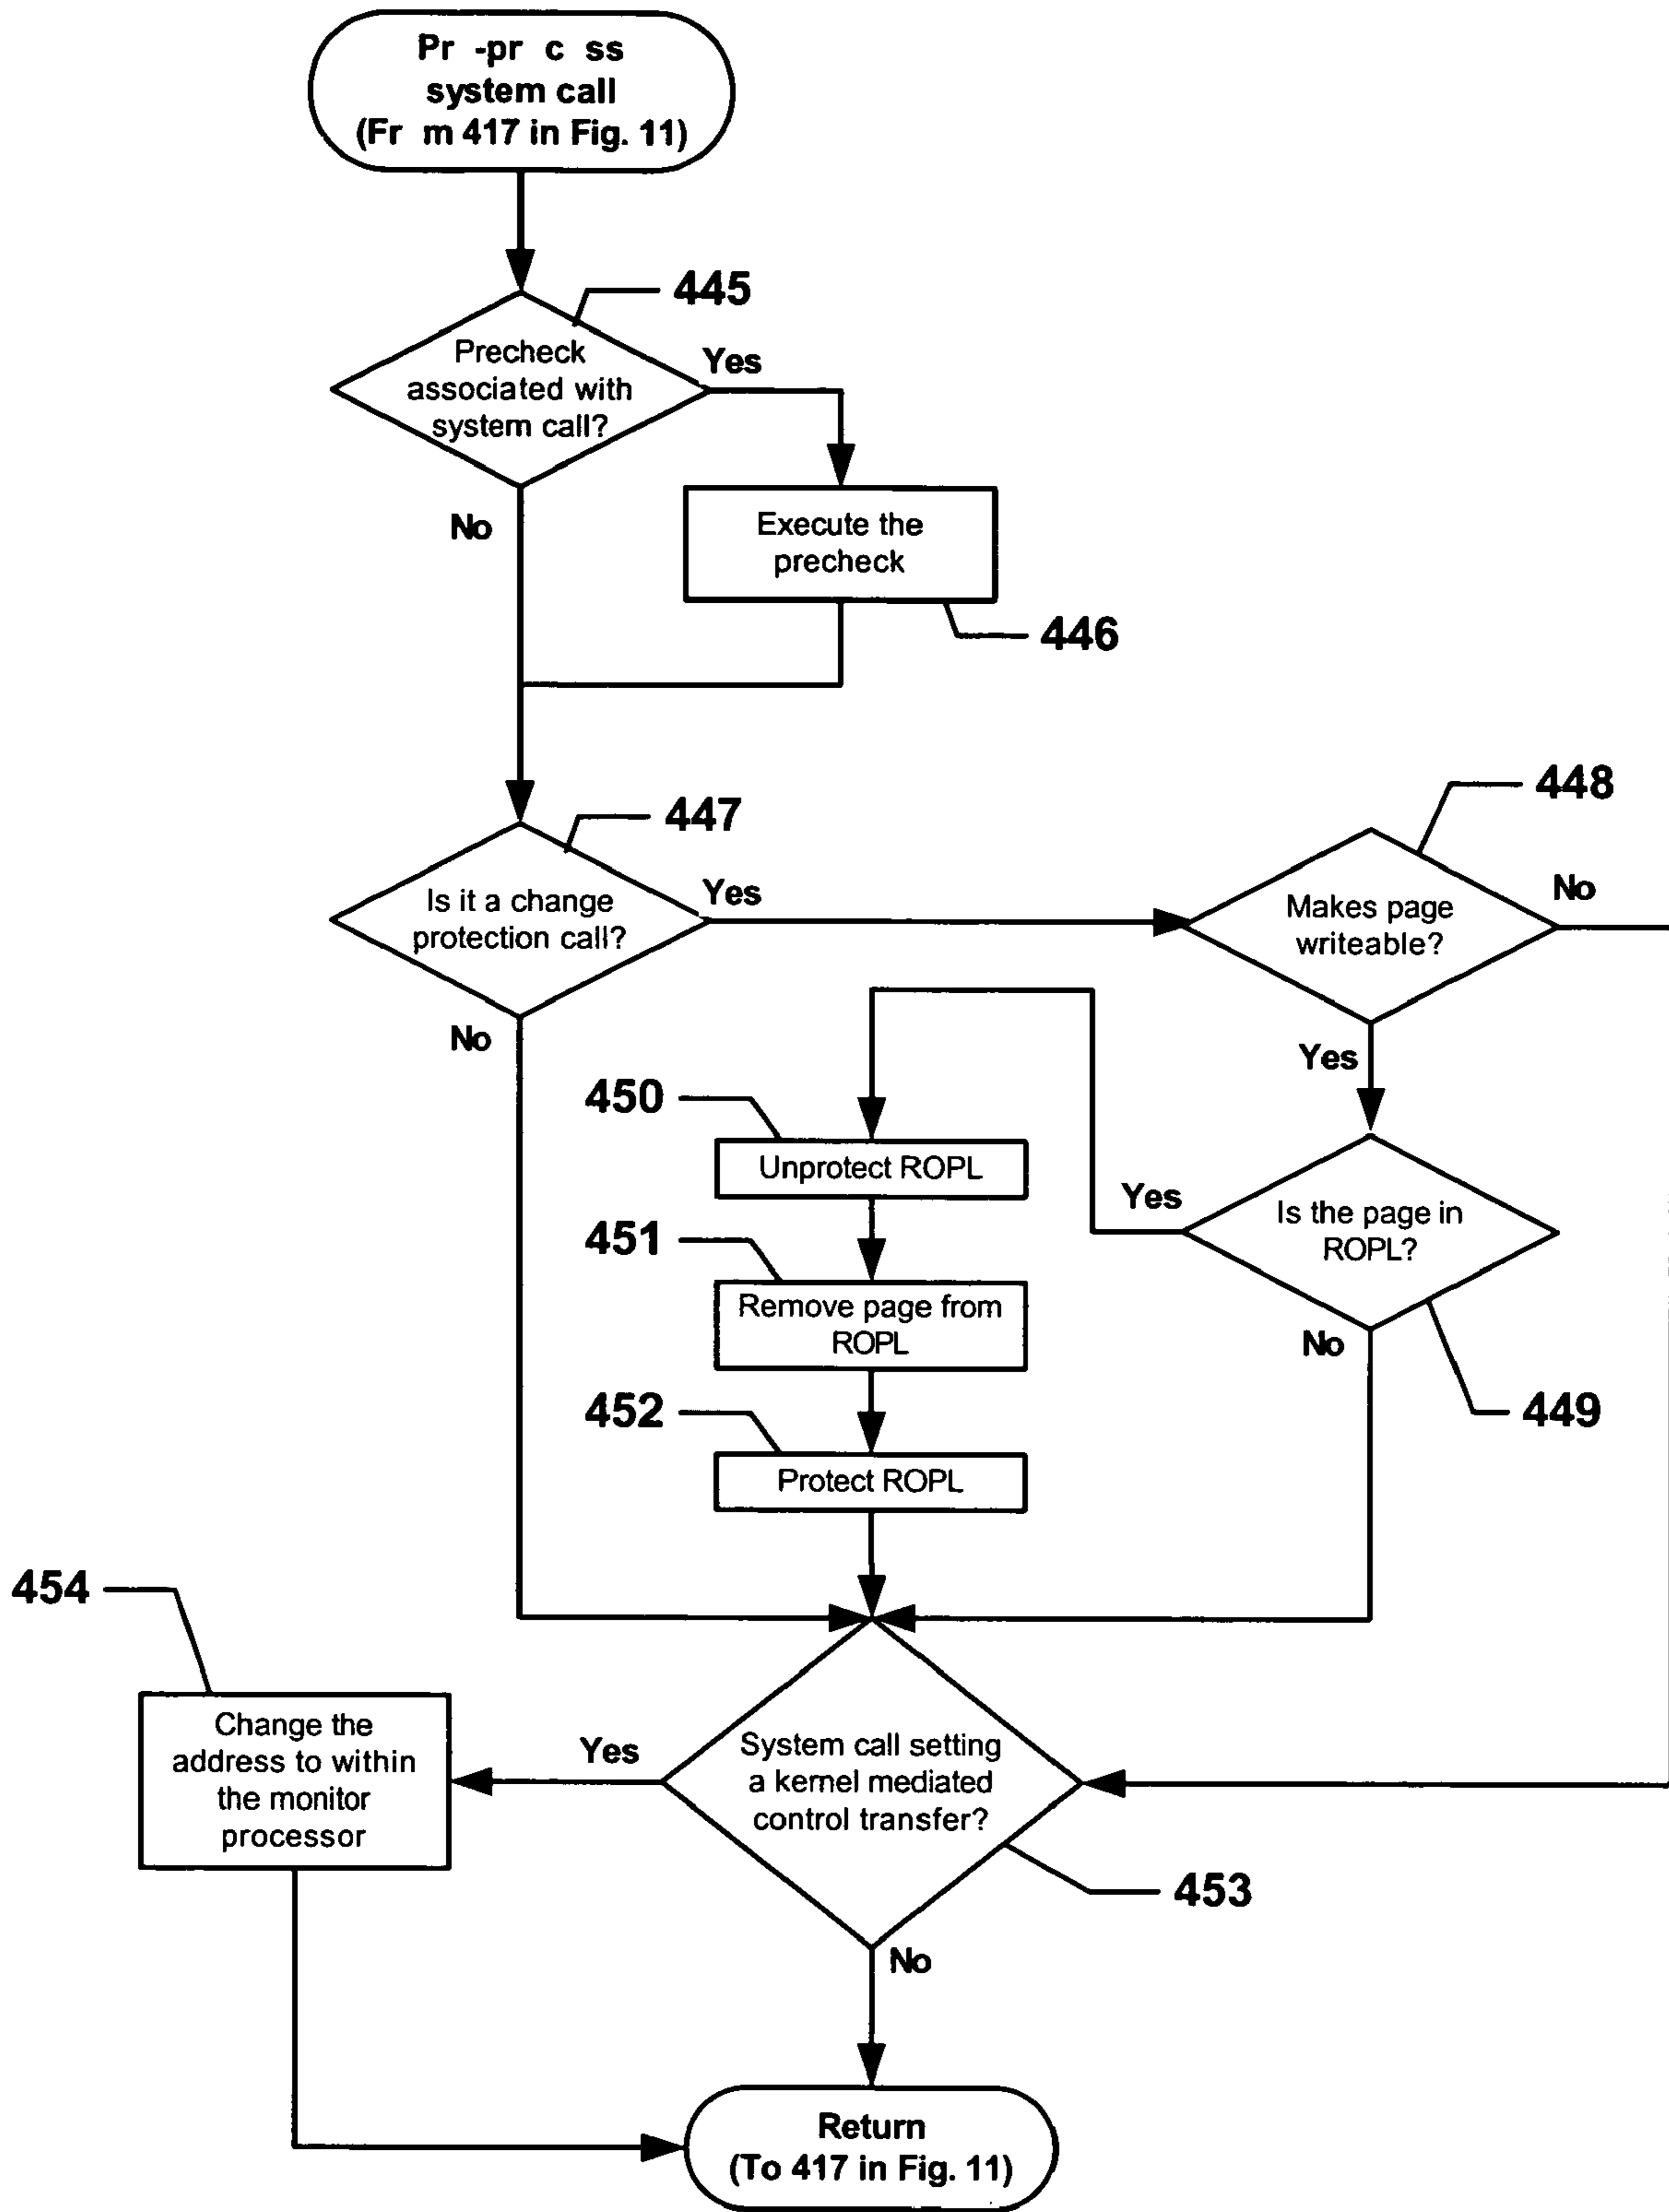 Pr -pr c ss
system call
(Fr m 417 in Fig. 11)
445
Precheck
associated with
system call?
Yes
No
Execute the
precheck
446
447
Is it a change
protection call?
Yes
No
448
Makes page
writeable?
No
Yes
449
Is the page in
ROPL?
Yes
No
450
Unprotect ROPL
451
Remove page from
ROPL
452
Protect ROPL
453
System call setting
a kernel mediated
control transfer?
Yes
No
454
Change the
address to within
the monitor
processor
Return
(To 417 in Fig. 11)